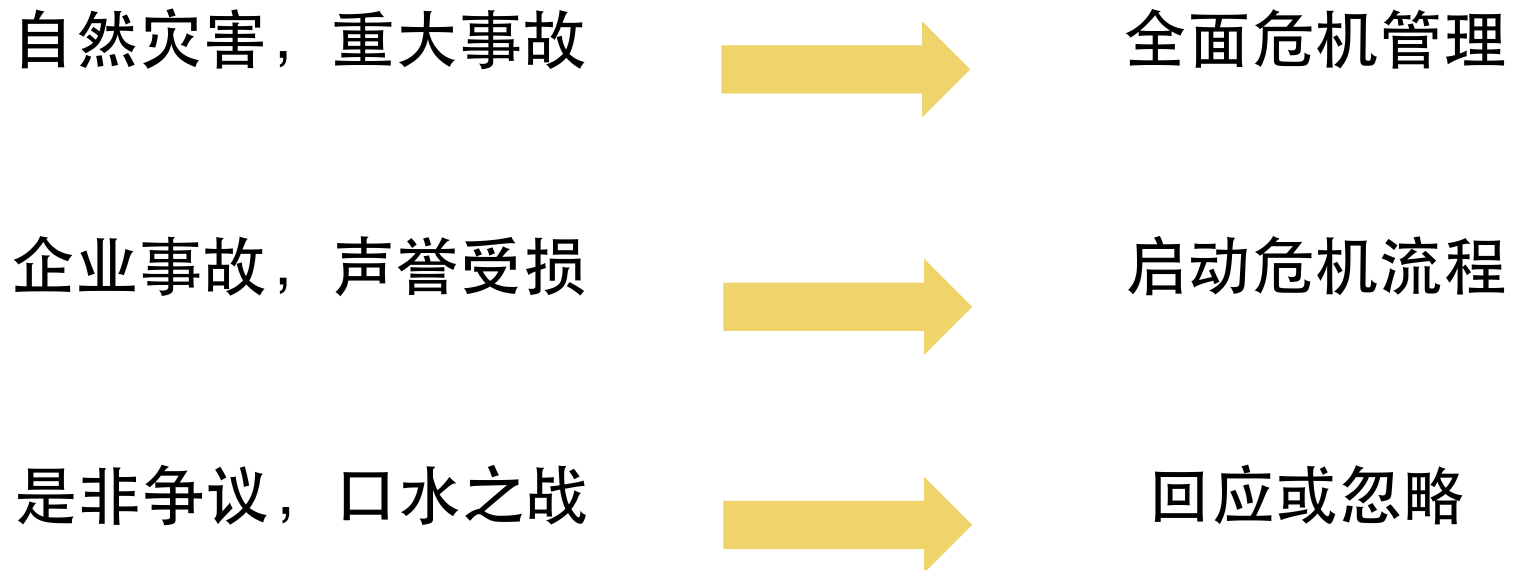 自然灾害，重大事故 全面危机管理
企业事故，声誉受损 启动危机流程
是非争议，口水之战 回应或忽略